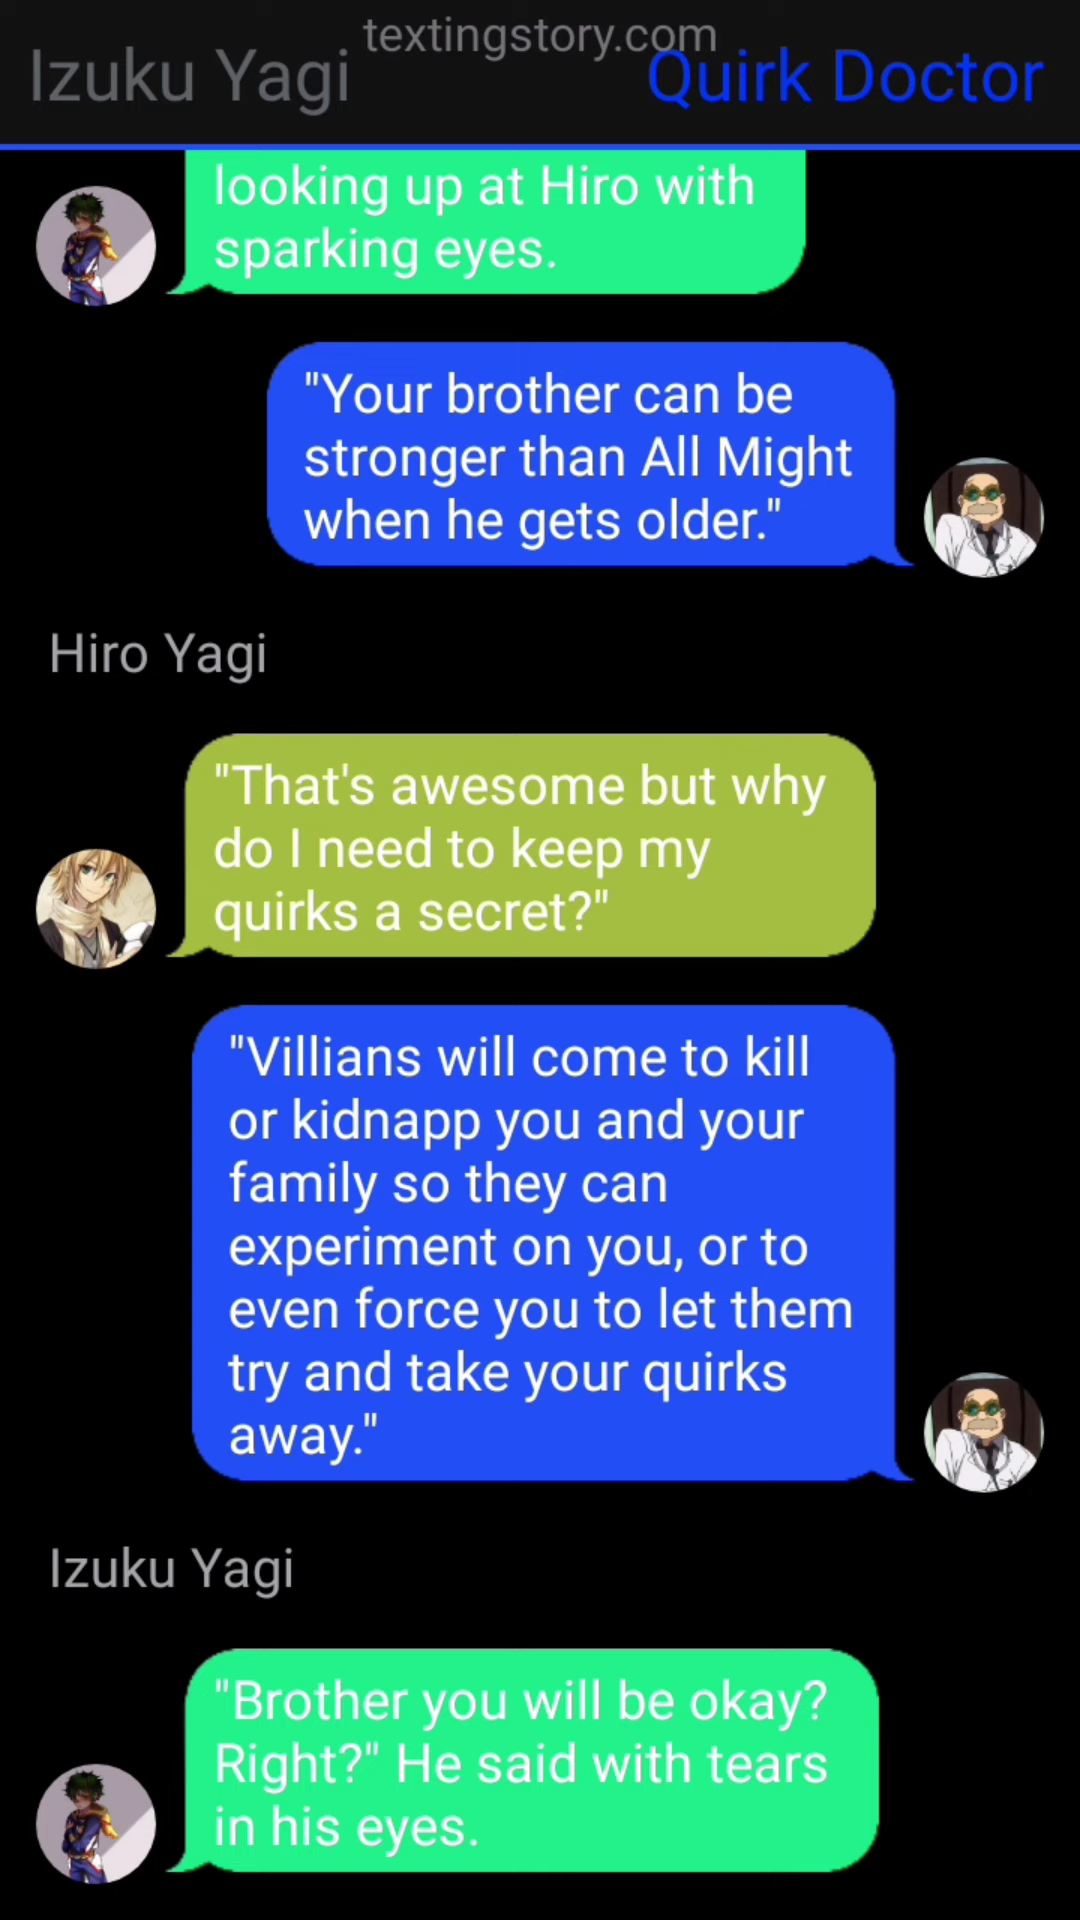 textingstory.com
Izuku Yagi
Quirk Doctor
looking up at Hiro with
sparking eyes.
"Your brother can be
stronger than All Might
when he gets older."
Hiro Yagi
"That's awesome but why
do I need to keep my
quirks a secret?"
"Villians will come to kill
or kidnapp you and your
family so they can
experiment on you, or to
even force you to let them
try and take your quirks
away."
Izuku Yagi
"Brother you will be okay?
Right?" He said with tears
in his eyes.